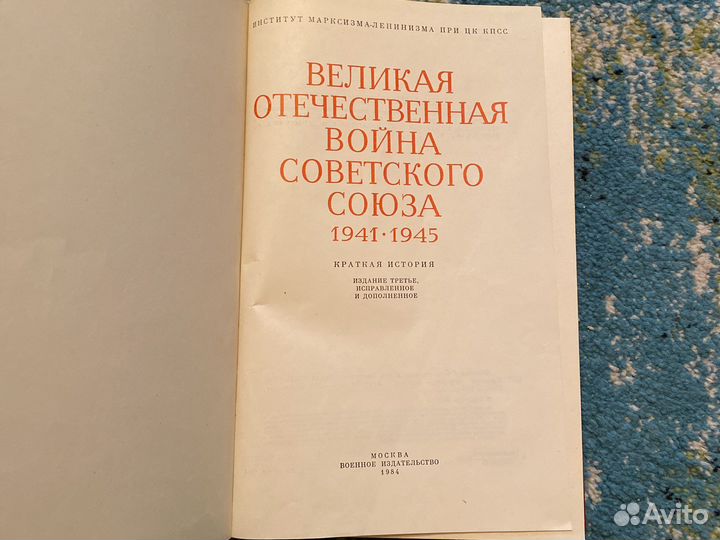 ИНСТИТУТ МАРКСИЗМА-ЛЕНИНИЗМА ПРИ ЦК КПСС
ВЕЛИКАЯ
ОТЕЧЕСТВЕННАЯ
ВОЙНА
СОВЕТСКОГО
СОЮЗА
1941·1945
КРАТКАЯ ИСТОРИЯ
ИЗДАНИЕ ТРЕТЬЕ,
ИСПРАВЛЕННОЕ
И ДОПОЛНЕННОЕ
МОСКВА
ВОЕННОЕ ИЗДАТЕЛЬСТВО
1984
Avito